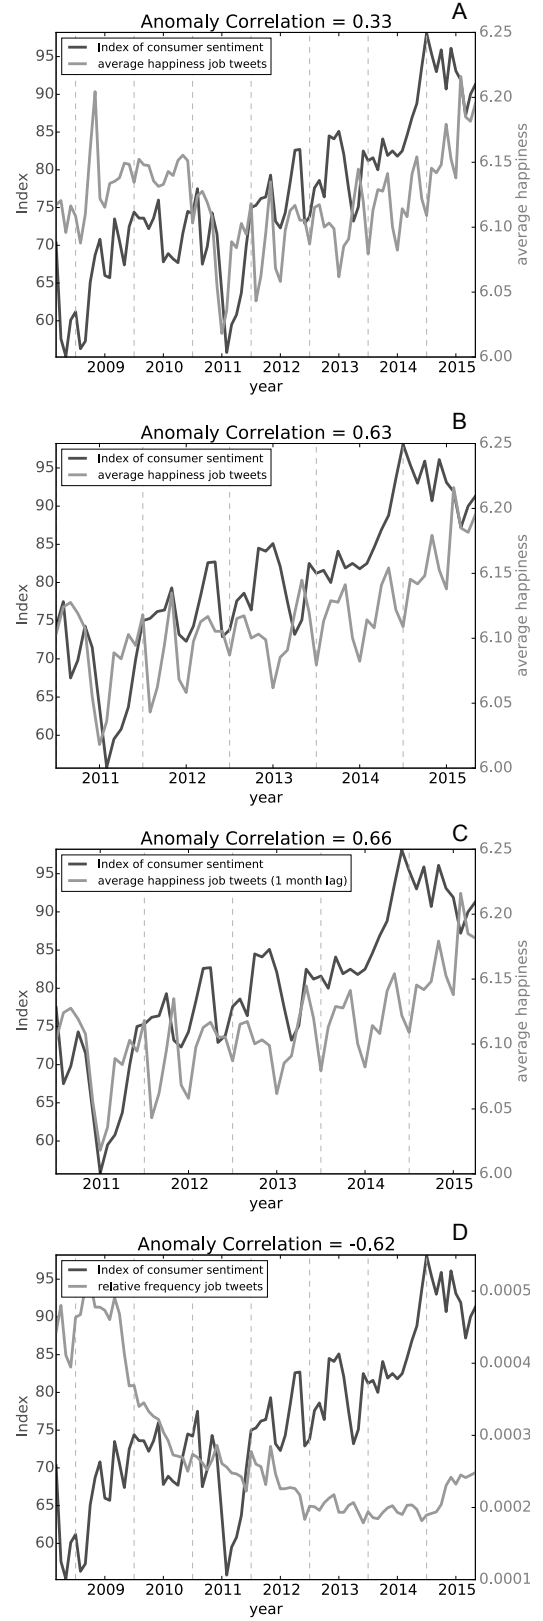 A
Anomaly Correlation = 0.33
Index of consumer sentiment
average happiness job tweets
95
90
85
80
75
70
65
60
Index
6.25
6.20
6.15
6.10
6.05
6.00
average happiness
2009 2010 2011 2012 2013 2014 2015
year
B
Anomaly Correlation = 0.63
Index of consumer sentiment
average happiness job tweets
95
90
85
80
75
70
65
60
Index
6.25
6.20
6.15
6.10
6.05
6.00
average happiness
2011 2012 2013 2014 2015
year
C
Anomaly Correlation = 0.66
Index of consumer sentiment
average happiness job tweets (1 month lag)
95
90
85
80
75
70
65
60
Index
6.25
6.20
6.15
6.10
6.05
6.00
average happiness
2011 2012 2013 2014 2015
year
D
Anomaly Correlation = -0.62
Index of consumer sentiment
relative frequency job tweets
95
90
85
80
75
70
65
60
Index
0.0005
0.0004
0.0003
0.0002
0.0001
2009 2010 2011 2012 2013 2014 2015
year